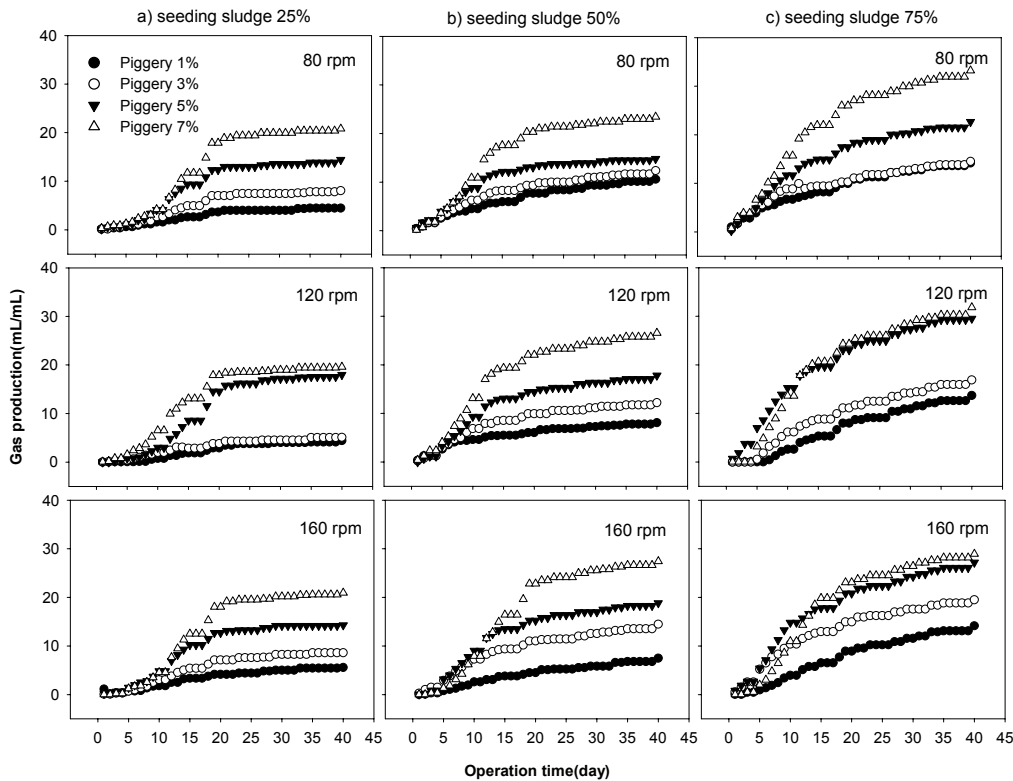 a) seeding sludge 25%
b) seeding sludge 50%
c) seeding sludge 75%
40
30
20
10
0
80 rpm
Piggery 1%
Piggery 3%
Piggery 5%
Piggery 7%
80 rpm
80 rpm
Gas production(mL/mL)
40
30
20
10
0
120 rpm
120 rpm
120 rpm
40
30
20
10
0
160 rpm
160 rpm
160 rpm
0 5 10 15 20 25 30 35 40 45
0 5 10 15 20 25 30 35 40 45
0 5 10 15 20 25 30 35 40 45
Operation time(day)